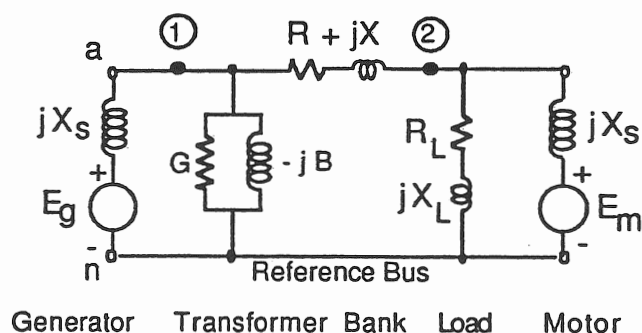 1
R + jX
2
a
jXs
G
- jB
RL
jXL
jXs
+
Eg
-
n
+
Em
-
Reference Bus
Generator Transformer Bank Load Motor